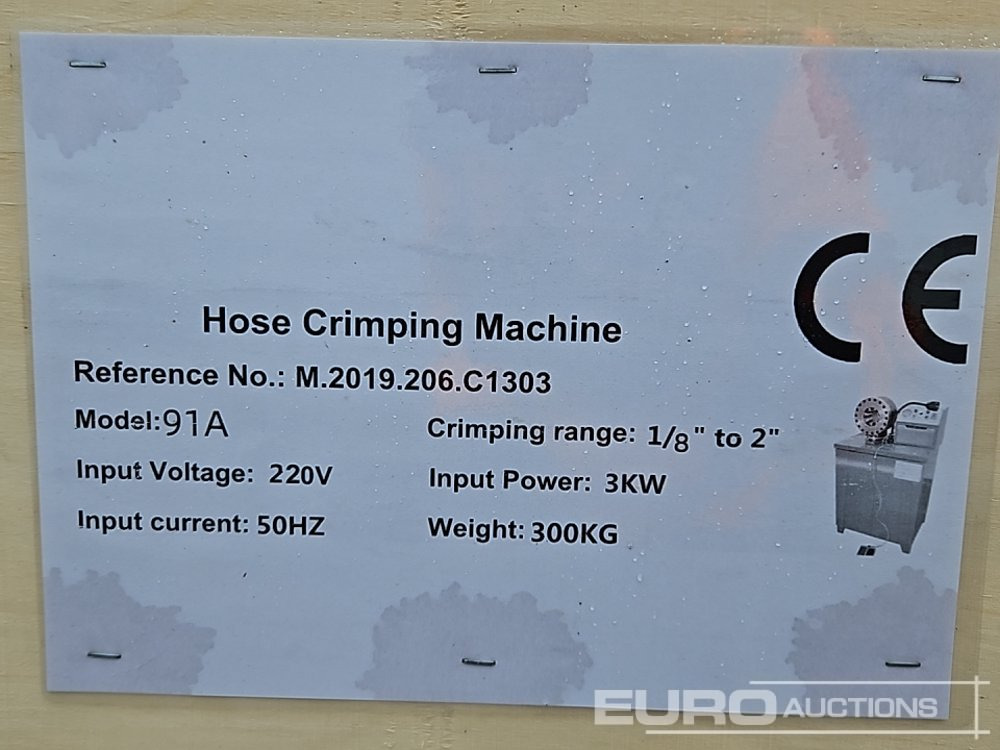 CE
Hose Crimping Machine
Reference No.: M.2019.206.C1303
Model:91A
Crimping range: 1/8" to 2"
Input Voltage: 220V
Input Power: 3KW
Input current: 50HZ
Weight: 300KG
EURO AUCTIONS